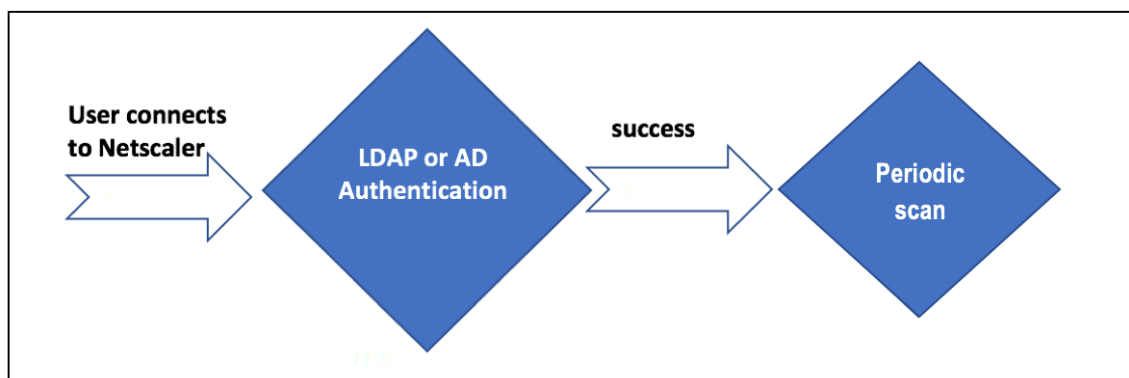 User connects
to Netscaler
LDAP or AD
Authentication
success
Periodic
scan